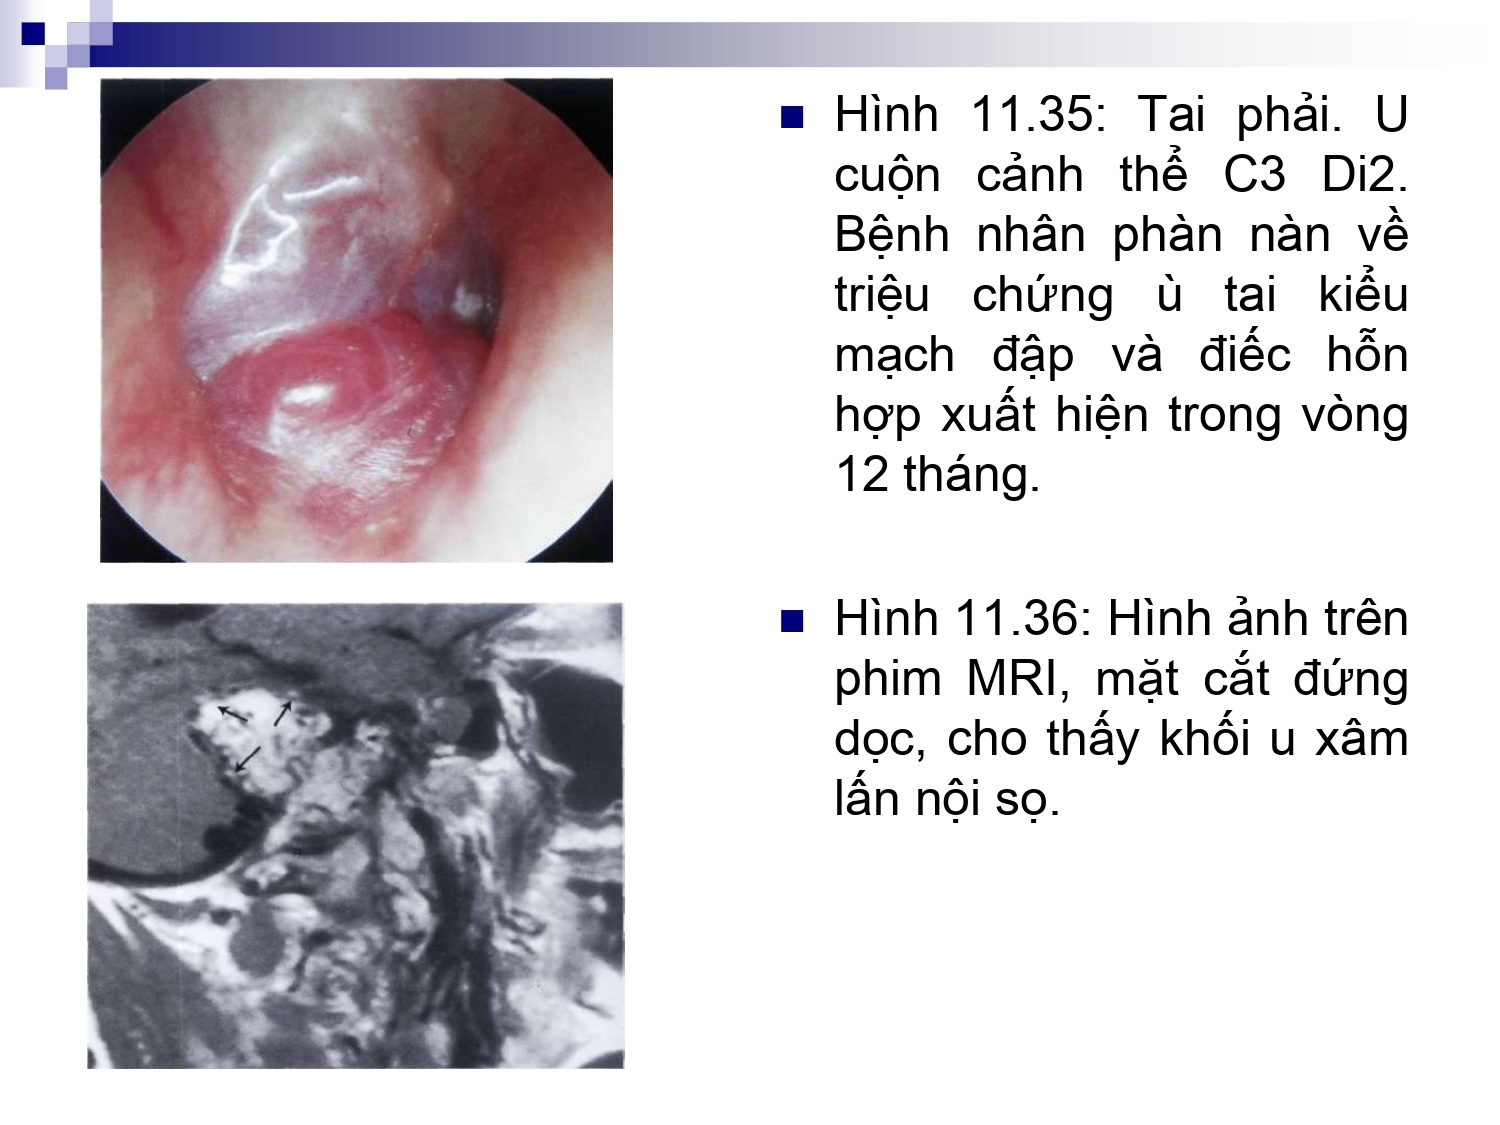 Hình 11.35: Tai phải. U
cuộn cảnh thể C3 Di2.
Bệnh nhân phàn nàn về
triệu chứng ù tai kiểu
mạch đập và điếc hỗn
hợp xuất hiện trong vòng
12 tháng.
Hình 11.36: Hình ảnh trên
phim MRI, mặt cắt đứng
dọc, cho thấy khối u xâm
lấn nội sọ.